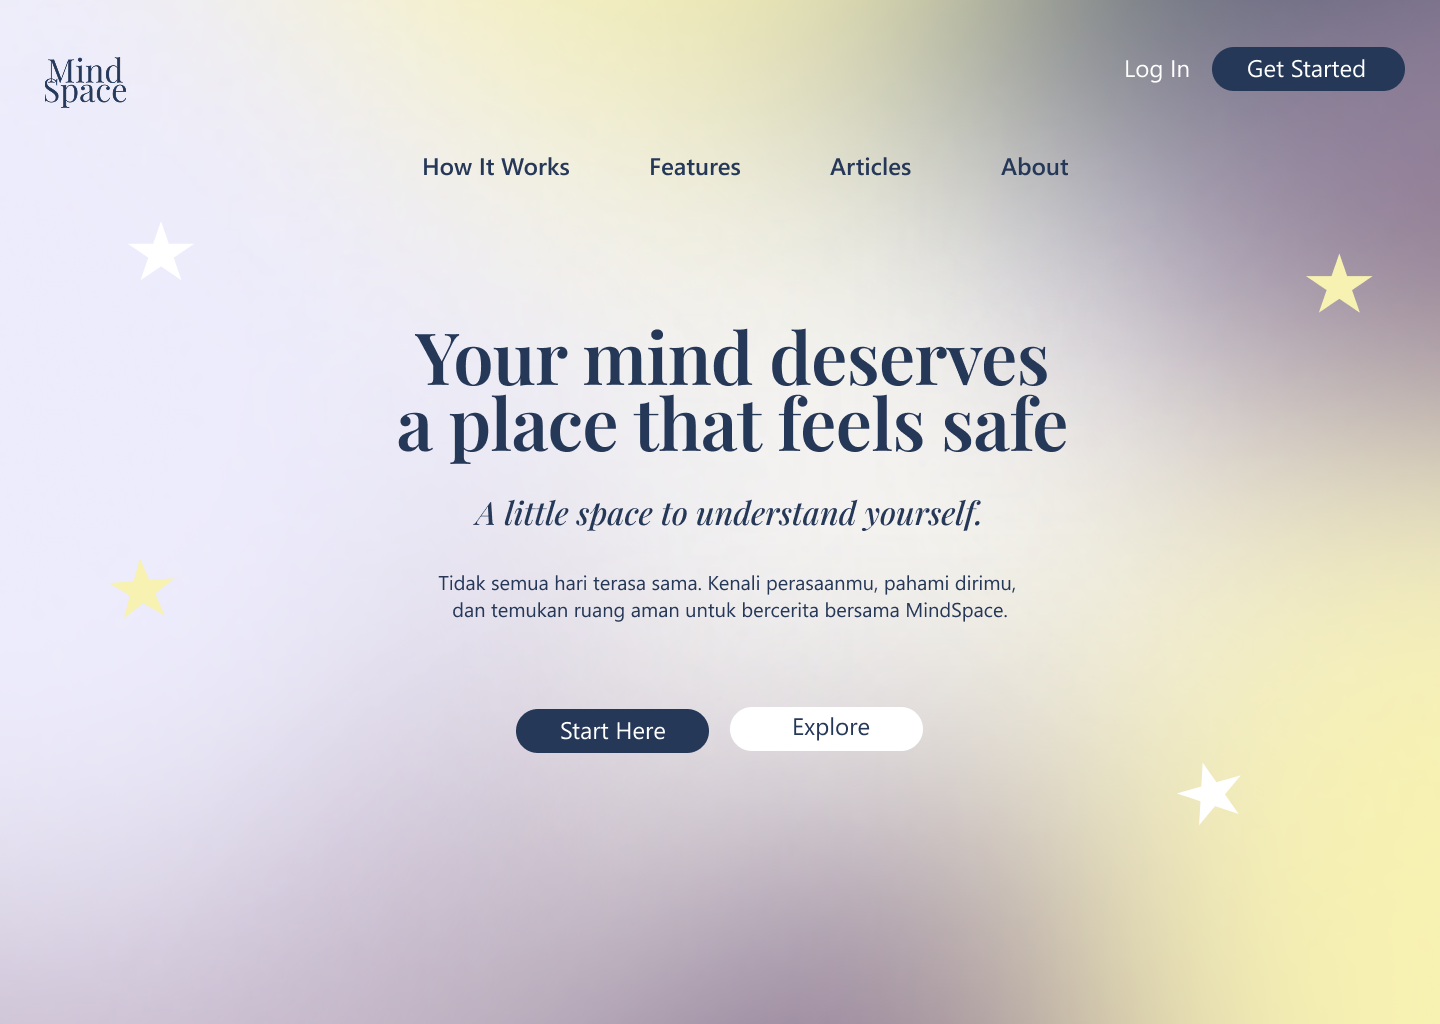 Mind
Space
Log In
Get Started
How It Works
Features
Articles
About
Your mind deserves
a place that feels safe
A little space to understand yourself.
Tidak semua hari terasa sama. Kenali perasaanmu, pahami dirimu,
dan temukan ruang aman untuk bercerita bersama MindSpace.
Start Here
Explore